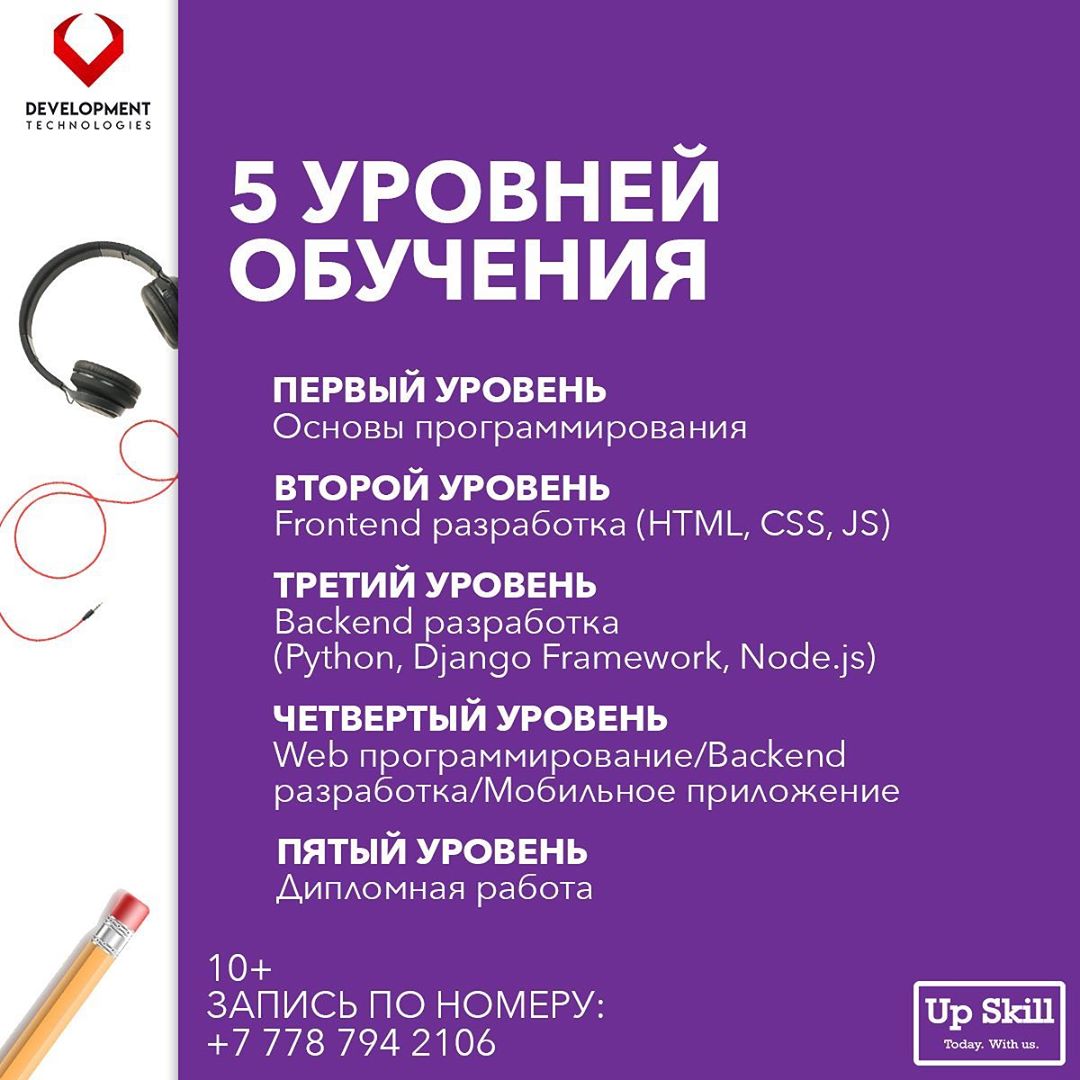 DEVELOPMENT
TECHNOLOGIES
5 УРОВНЕЙ
ОБУЧЕНИЯ
ПЕРВЫЙ УРОВЕНЬ
Основы программирования
ВТОРОЙ УРОВЕНЬ
Frontend разработка (HTML, CSS, JS)
ТРЕТИЙ УРОВЕНЬ
Backend разработка
(Python, Django Framework, Node.js)
ЧЕТВЕРТЫЙ УРОВЕНЬ
Web программирование/Backend
разработка/Мобильное приложение
ПЯТЫЙ УРОВЕНЬ
Дипломная работа
10+
ЗАПИСЬ ПО НОМЕРУ:
+7 778 794 2106
Up Skill
Today. With us.